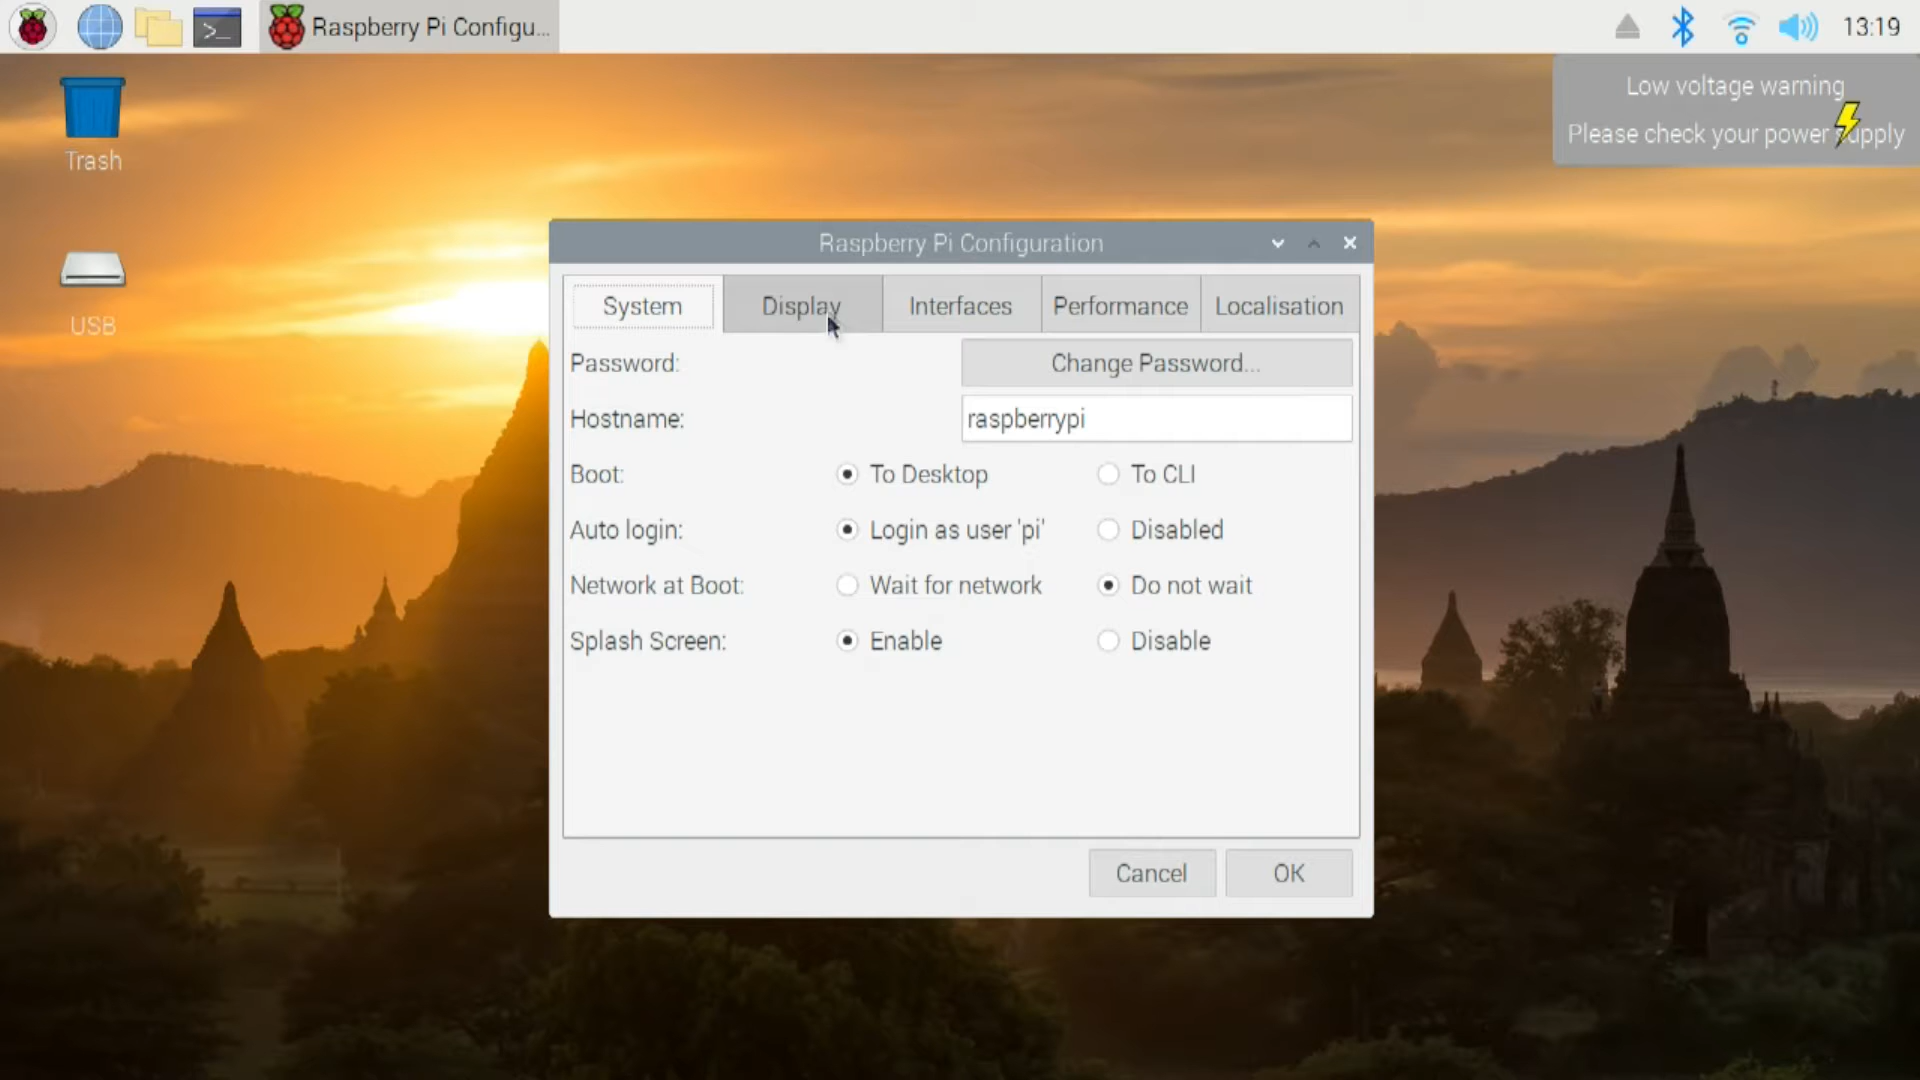 Raspberry Pi Configu...
13:19
Low voltage warning
Please check your power supply
Trash
USB
Raspberry Pi Configuration
System Display Interfaces Performance Localisation
Password: Change Password...
Hostname: raspberrypi
Boot: To Desktop To CLI
Auto login: Login as user 'pi' Disabled
Network at Boot: Wait for network Do not wait
Splash Screen: Enable Disable
Cancel OK